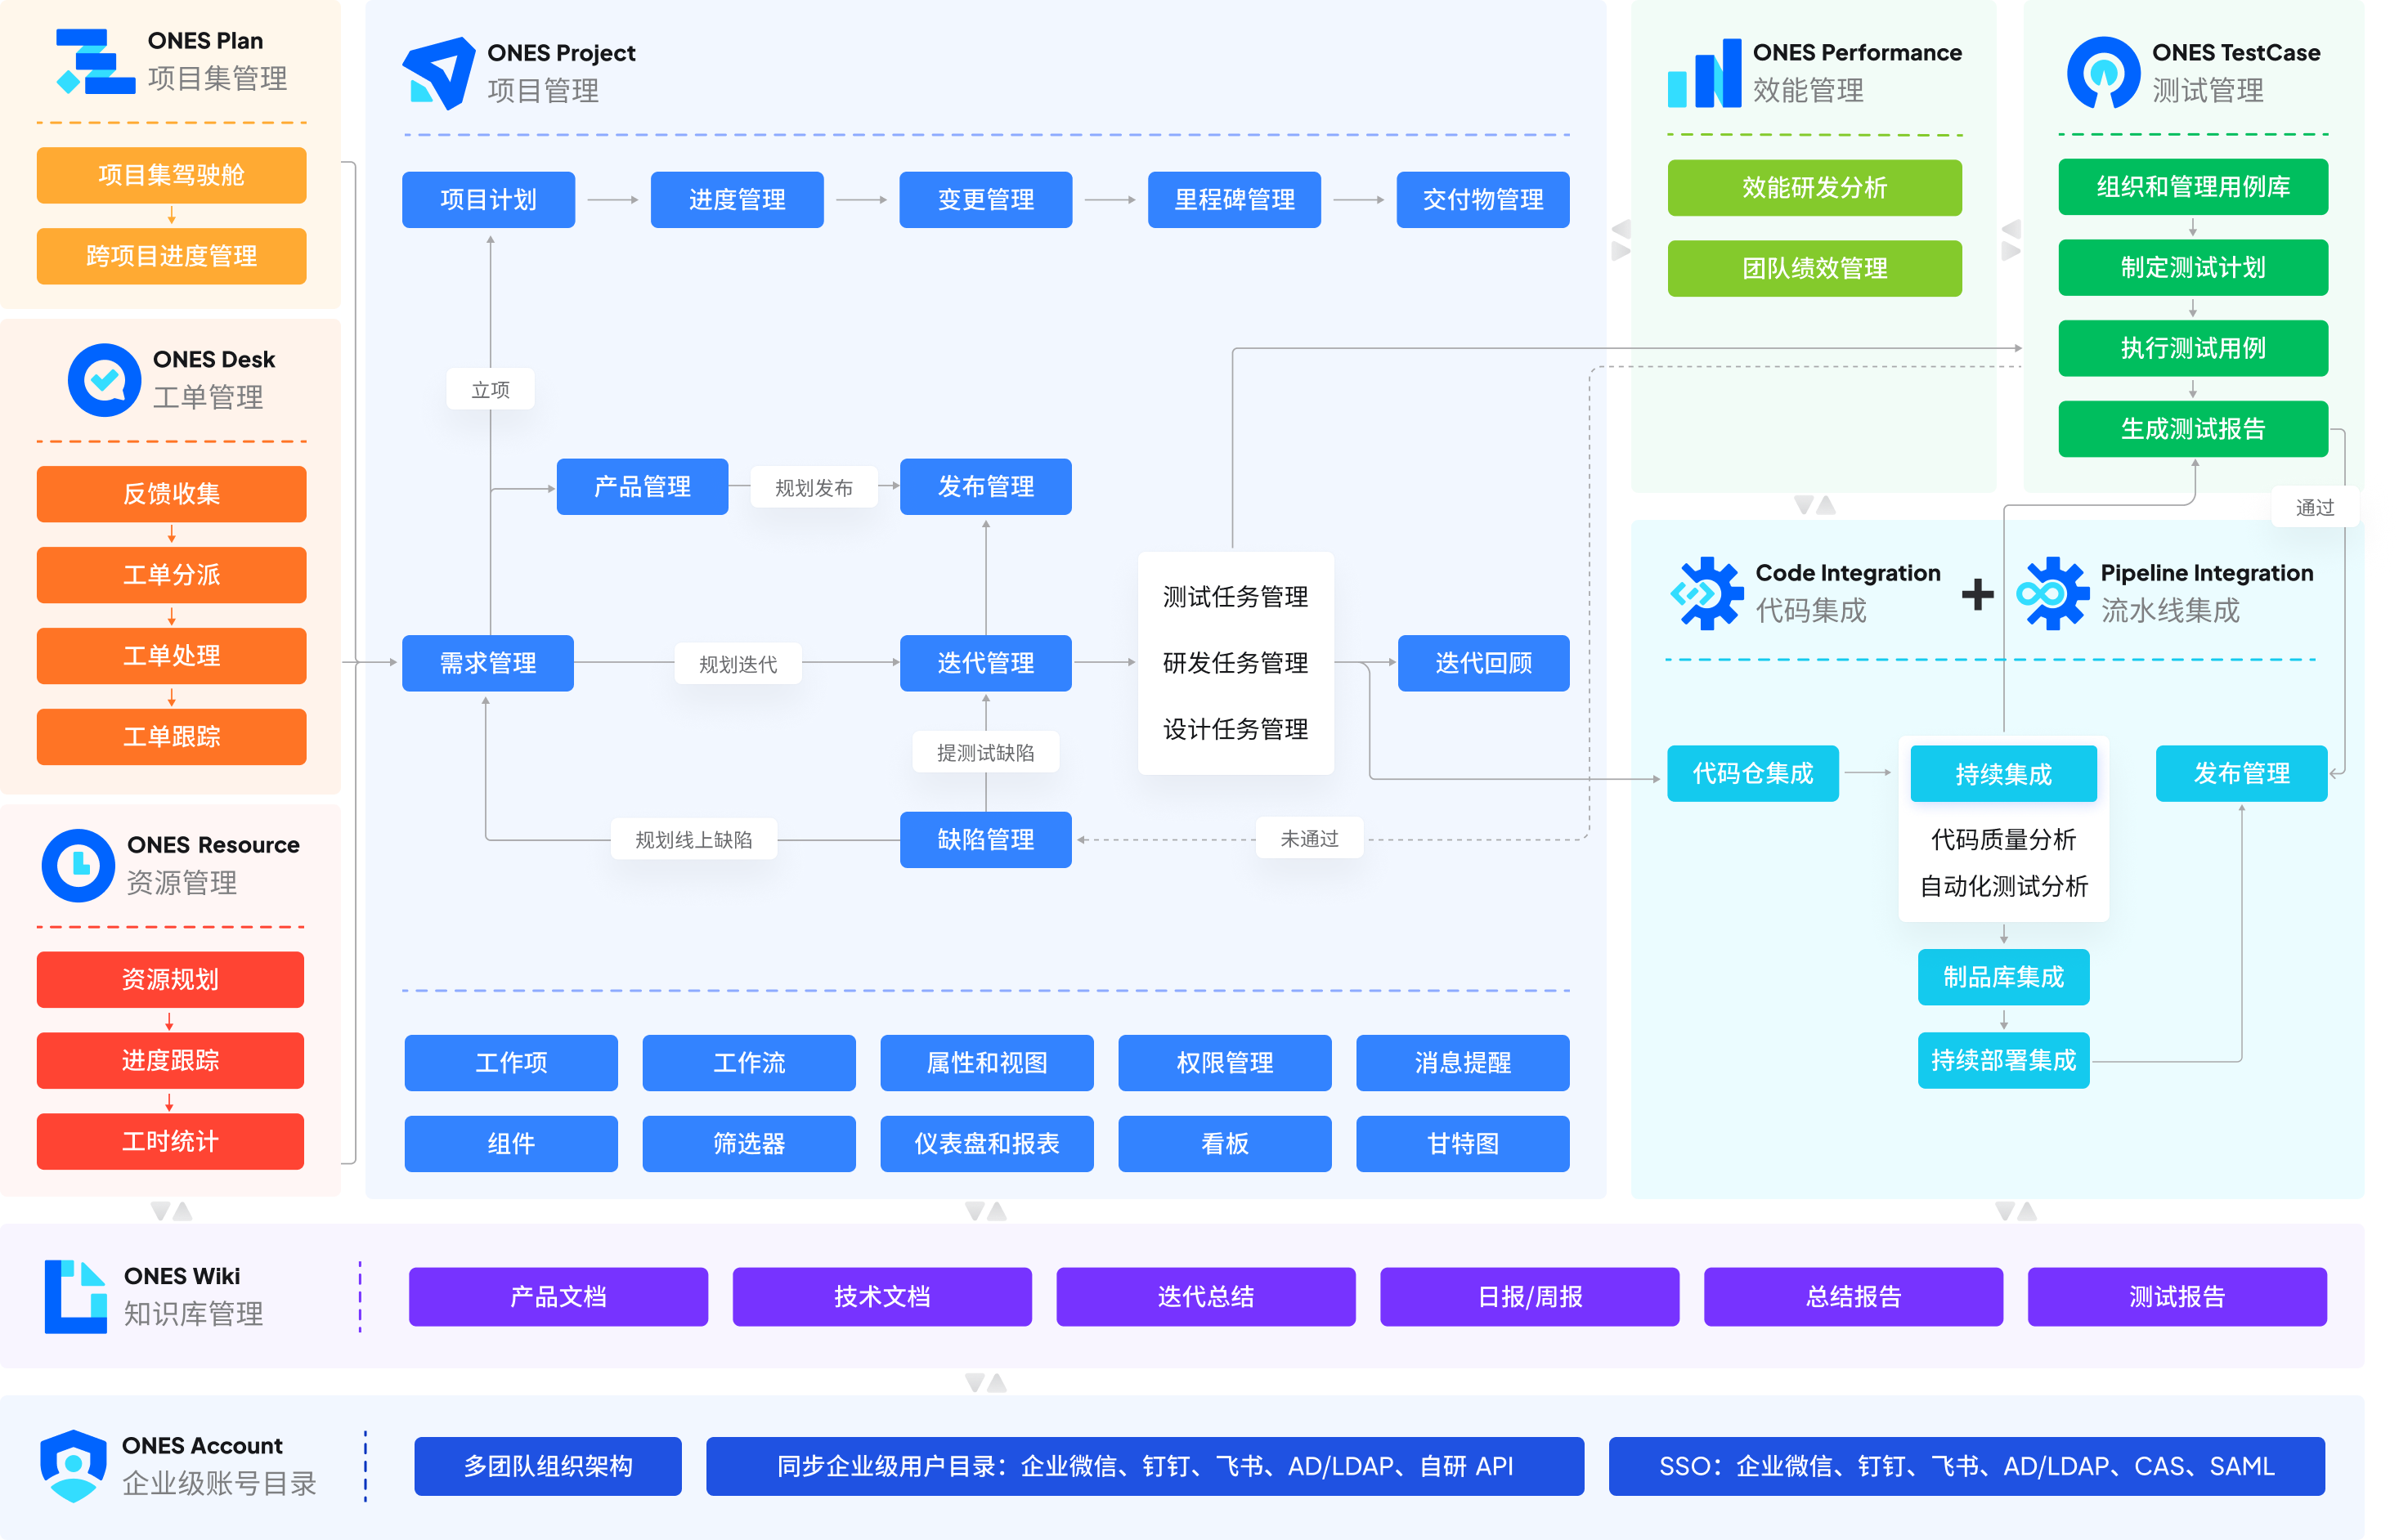 ONES Plan
项目集管理
项目集驾驶舱
跨项目进度管理
ONES Desk
工单管理
反馈收集
工单分派
工单处理
工单跟踪
ONES Resource
资源管理
资源规划
进度跟踪
工时统计
ONES Project
项目管理
项目计划
进度管理
变更管理
里程碑管理
交付物管理
立项
产品管理
规划发布
发布管理
需求管理
规划迭代
迭代管理
测试任务管理
研发任务管理
设计任务管理
迭代回顾
提测试缺陷
规划线上缺陷
缺陷管理
未通过
工作项
工作流
属性和视图
权限管理
消息提醒
组件
筛选器
仪表盘和报表
看板
甘特图
ONES Performance
效能管理
效能研发分析
团队绩效管理
ONES TestCase
测试管理
组织和管理用例库
制定测试计划
执行测试用例
生成测试报告
通过
Code Integration
代码集成
Pipeline Integration
流水线集成
代码仓集成
持续集成
代码质量分析
自动化测试分析
发布管理
制品库集成
持续部署集成
ONES Wiki
知识库管理
产品文档
技术文档
迭代总结
日报/周报
总结报告
测试报告
ONES Account
企业级账号目录
多团队组织架构
同步企业级用户目录：企业微信、钉钉、飞书、AD/LDAP、自研 API
SSO：企业微信、钉钉、飞书、AD/LDAP、CAS、SAML